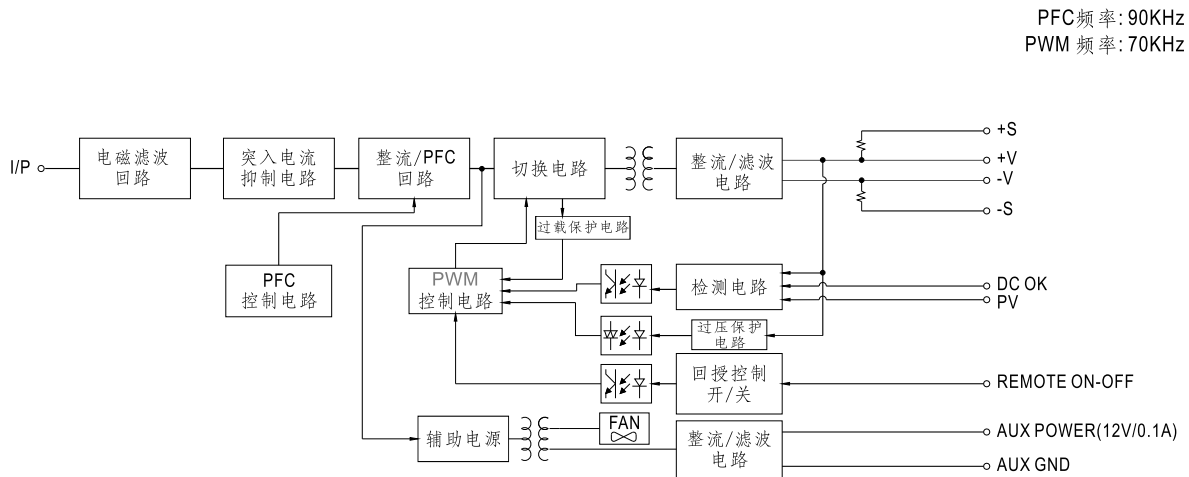 PFC频率: 90KHz
PWM 频率: 70KHz
I/P
电磁滤波
回路
突入电流
抑制电路
整流/PFC
回路
切换电路
整流/滤波
电路
+S
+V
-V
-S
过载保护电路
PFC
控制电路
PWM
控制电路
检测电路
DC OK
PV
过压保护
电路
回授控制
开/关
REMOTE ON-OFF
辅助电源
FAN
整流/滤波
电路
AUX POWER(12V/0.1A)
AUX GND